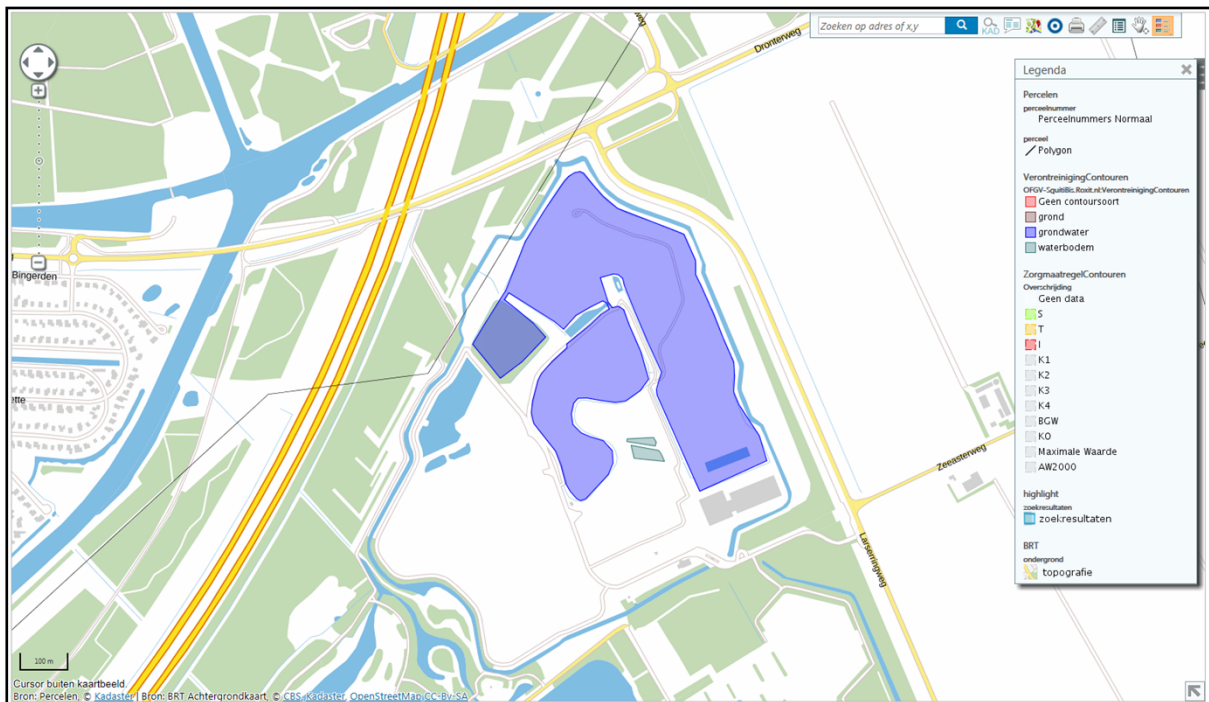 Zoeken op adres of x,y
KAD
Dronterweg
Legenda
Percelen
perceelnummer
Perceelnummers Normaal
perceel
Polygon
VerontreinigingContouren
OFGV-SquitiBis.Roxit.nl:VerontreinigingContouren
Geen contoursoort
grond
grondwater
waterbodem
ZorgmaatregelContouren
Overschrijding
Geen data
S
T
I
K1
K2
K3
K4
BGW
KO
Maximale Waarde
AW2000
highlight
zoekresultaten
zoekresultaten
BRT
ondergrond
topografie
Bingerden
ette
Zeeasterweg
Larserringweg
100 m
Cursor buiten kaartbeeld.
Bron: Percelen, © Kadaster | Bron: BRT Achtergrondkaart, © CBS, Kadaster, OpenStreetMap CC-By-SA